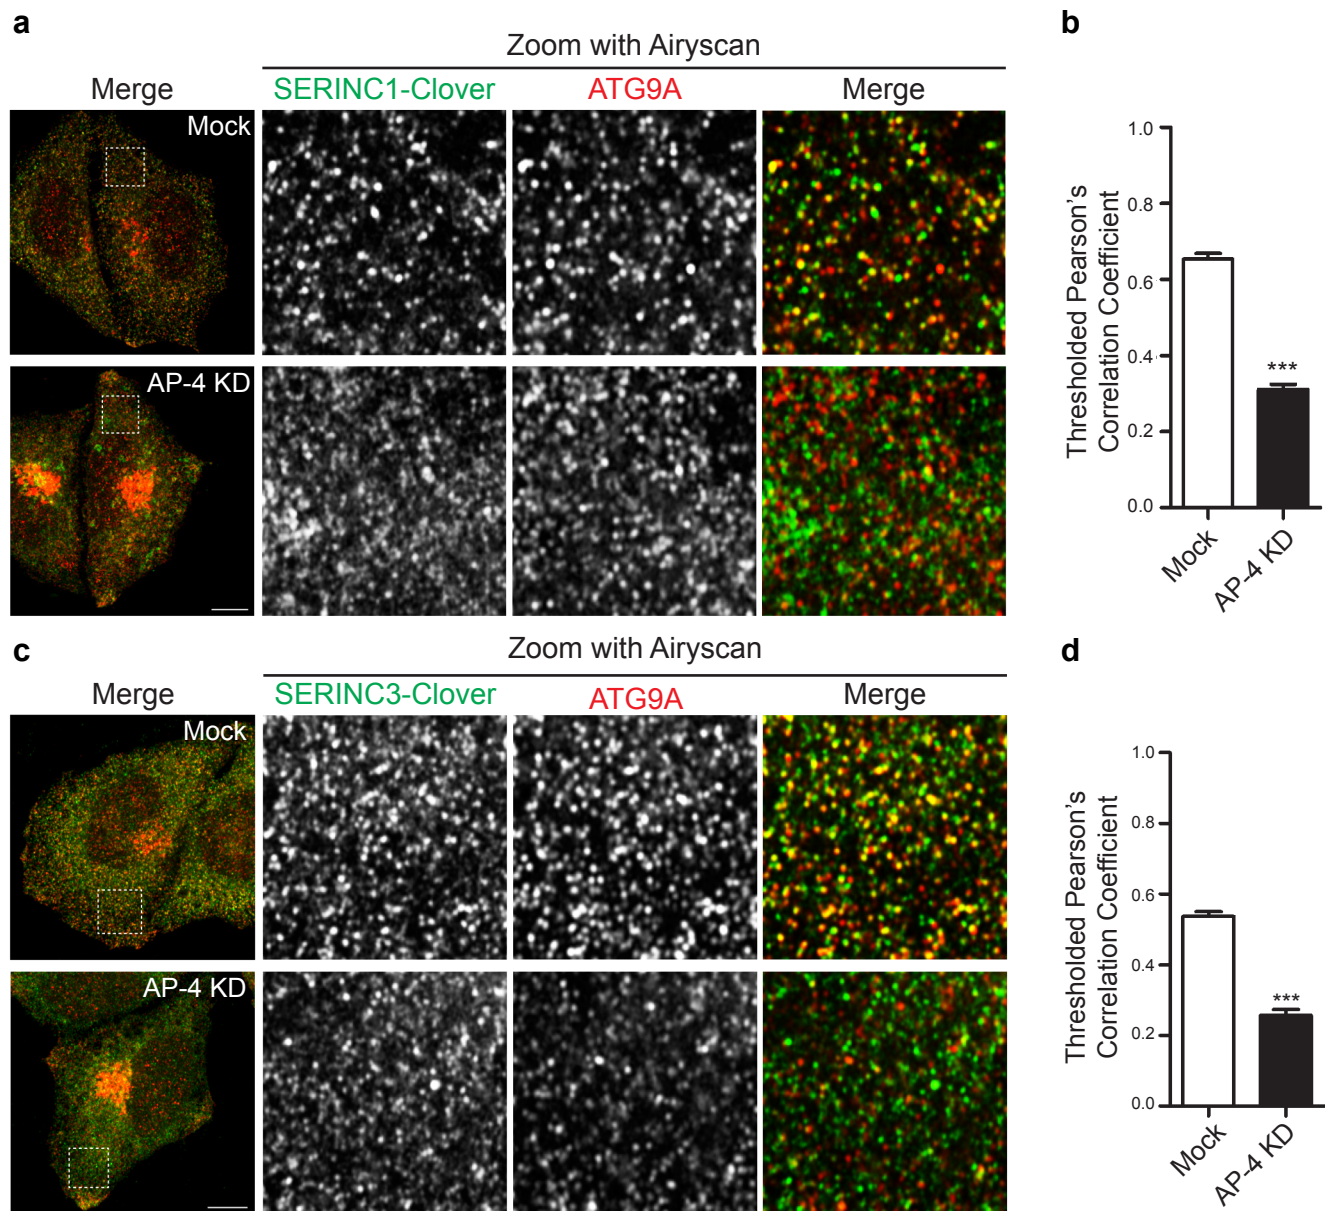 a
Zoom with Airyscan
Merge
SERINC1-Clover
ATG9A
Merge
Mock
AP-4 KD
b
Thresholded Pearson's
Correlation Coefficient
1.0
0.8
0.6
0.4
0.2
0.0
***
Mock
AP-4 KD
c
Zoom with Airyscan
Merge
SERINC3-Clover
ATG9A
Merge
Mock
AP-4 KD
d
Thresholded Pearson's
Correlation Coefficient
1.0
0.8
0.6
0.4
0.2
0.0
***
Mock
AP-4 KD